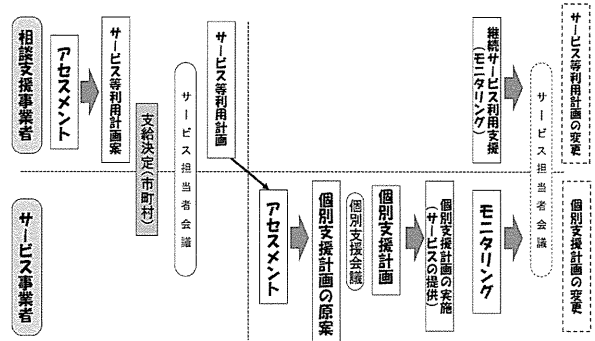 相談支援事業者
アセスメント
サービス等利用計画案
支給決定(市町村)
サービス担当者会議
サービス等利用計画
継続サービス利用支援
(モニタリング)
サービス担当者会議
サービス等利用計画の変更
サービス事業者
アセスメント
個別支援計画の原案
個別支援会議
個別支援計画
個別支援計画の実施
(サービスの提供)
モニタリング
個別支援計画の変更